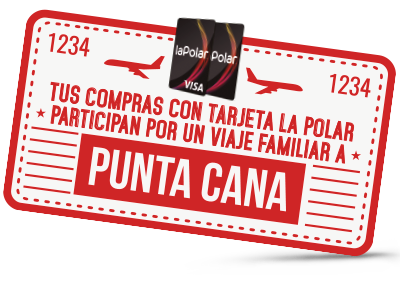 1234
laPolar
Polar
VISA
1234
TUS COMPRAS CON TARJETA LA POLAR
★ PARTICIPAN POR UN VIAJE FAMILIAR A ★
PUNTA CANA